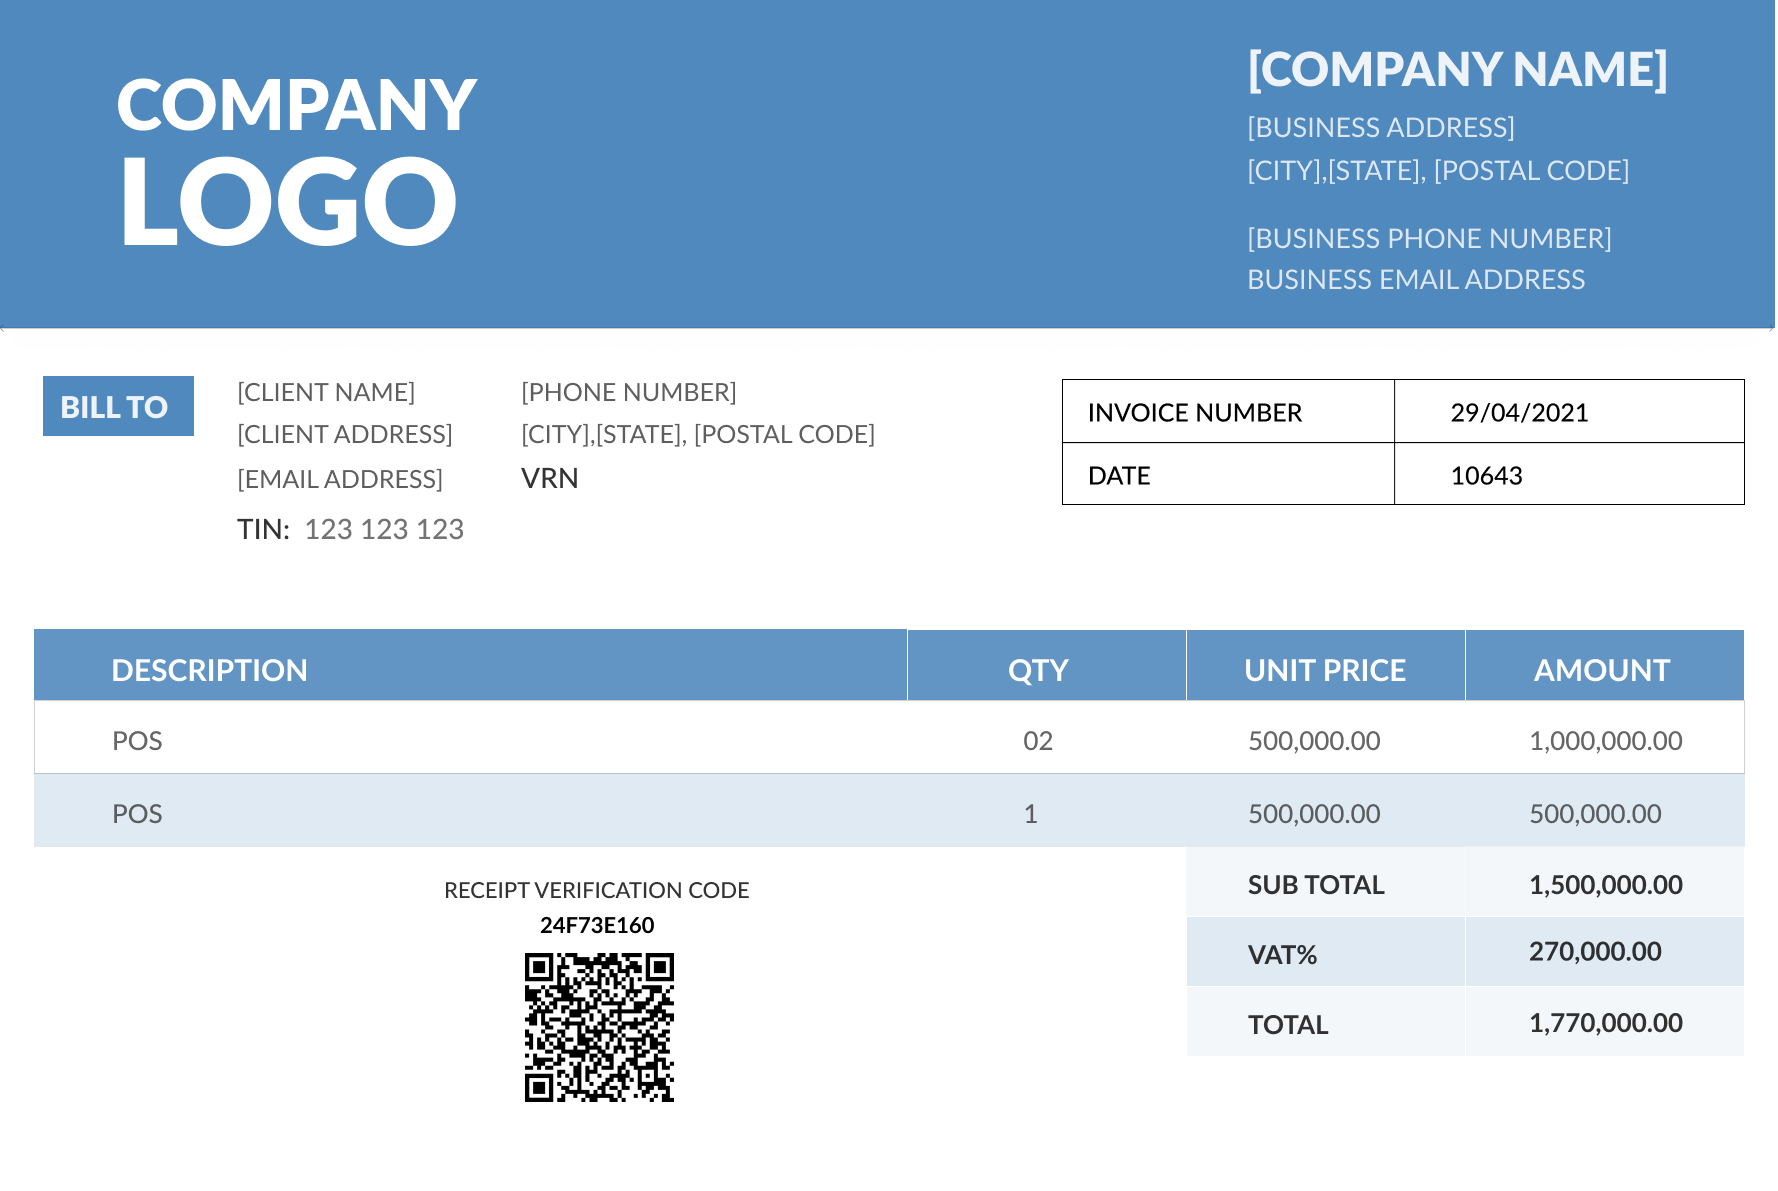 COMPANY
LOGO
[COMPANY NAME]
[BUSINESS ADDRESS]
[CITY],[STATE], [POSTAL CODE]
[BUSINESS PHONE NUMBER]
BUSINESS EMAIL ADDRESS
BILL TO
[CLIENT NAME] [PHONE NUMBER]
[CLIENT ADDRESS] [CITY],[STATE], [POSTAL CODE]
[EMAIL ADDRESS] VRN
TIN: 123 123 123
INVOICE NUMBER 29/04/2021
DATE 10643
DESCRIPTION QTY UNIT PRICE AMOUNT
POS 02 500,000.00 1,000,000.00
POS 1 500,000.00 500,000.00
SUB TOTAL 1,500,000.00
VAT% 270,000.00
TOTAL 1,770,000.00
RECEIPT VERIFICATION CODE
24F73E160